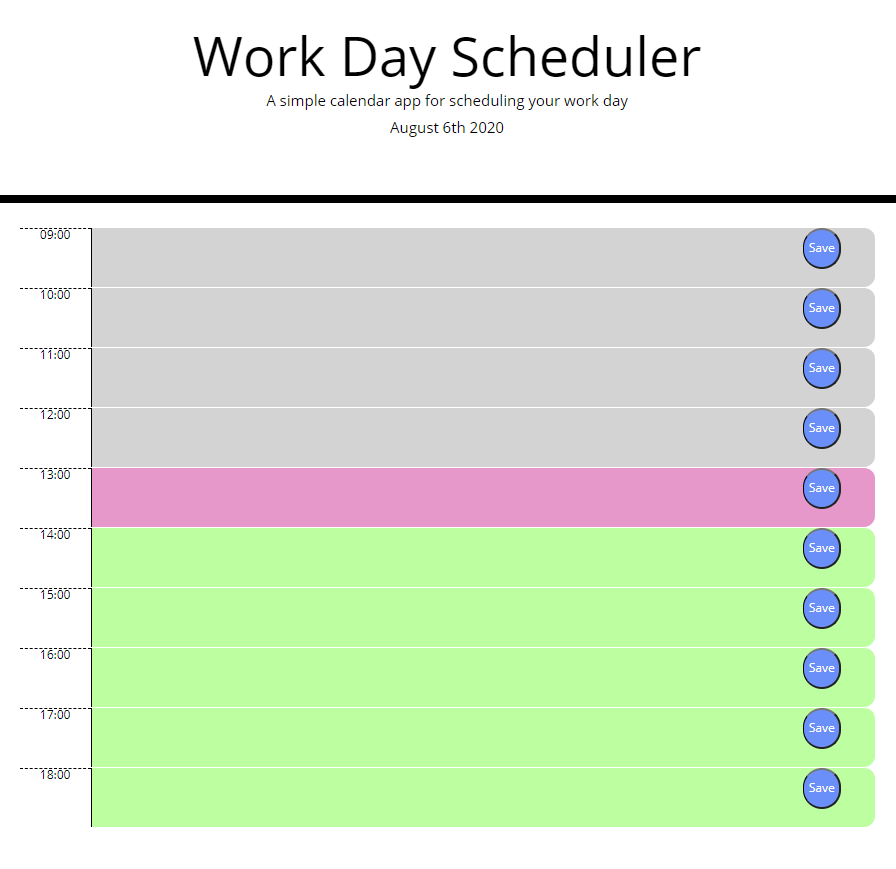 Work Day Scheduler
A simple calendar app for scheduling your work day
August 6th 2020
09:00 Save
10:00 Save
11:00 Save
12:00 Save
13:00 Save
14:00 Save
15:00 Save
16:00 Save
17:00 Save
18:00 Save